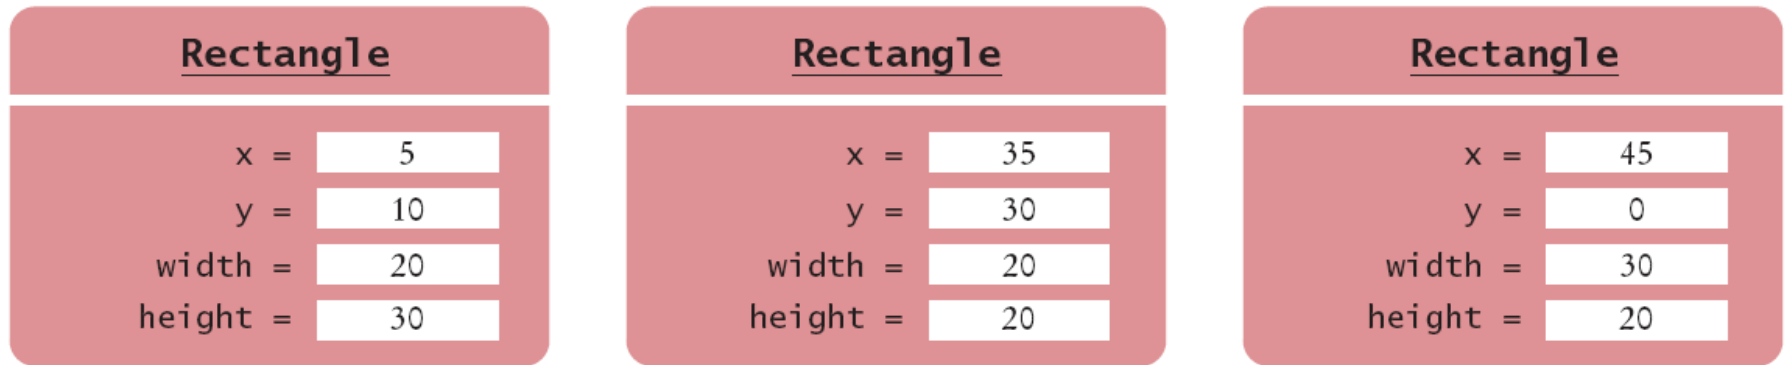 Rectangle
x = 5
y = 10
width = 20
height = 30
Rectangle
x = 35
y = 30
width = 20
height = 20
Rectangle
x = 45
y = 0
width = 30
height = 20